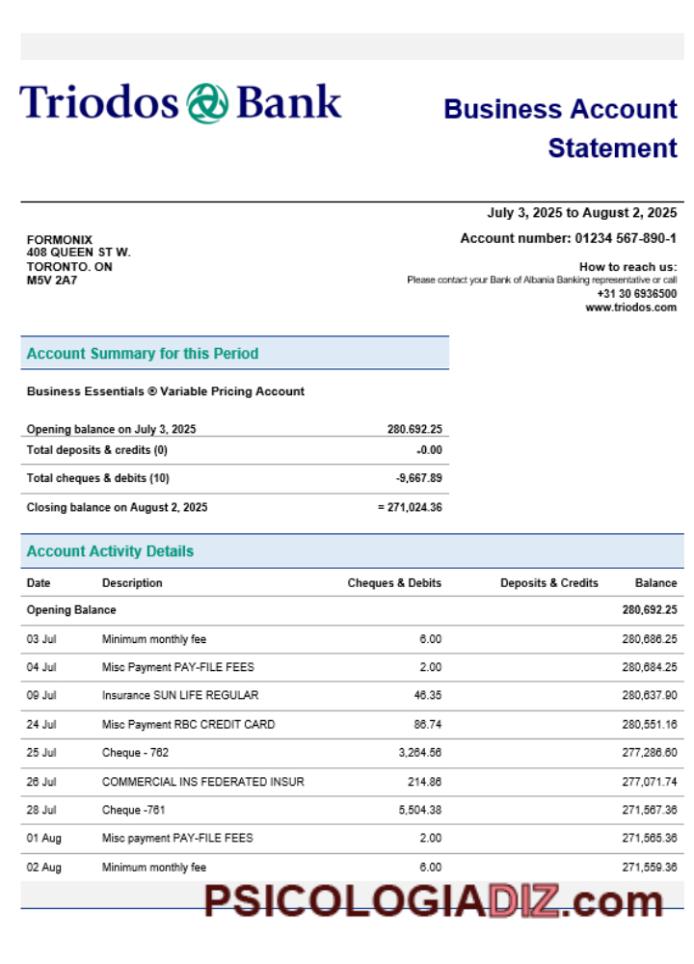 Triodos Bank
Business Account
Statement
July 3, 2025 to August 2, 2025
Account number: 01234 567-890-1
FORMONIX
408 QUEEN ST W.
TORONTO. ON
M5V 2A7
How to reach us:
Please contact your Bank of Albania Banking representative or call
+31 30 6936500
www.triodos.com
Account Summary for this Period
Business Essentials ® Variable Pricing Account
Opening balance on July 3, 2025 280.692.25
Total deposits & credits (0) -0.00
Total cheques & debits (10) -9,667.89
Closing balance on August 2, 2025 = 271,024.36
Account Activity Details
Date Description Cheques & Debits Deposits & Credits Balance
Opening Balance 280,692.25
03 Jul Minimum monthly fee 6.00 280,686.25
04 Jul Misc Payment PAY-FILE FEES 2.00 280,684.25
09 Jul Insurance SUN LIFE REGULAR 46.35 280,637.90
24 Jul Misc Payment RBC CREDIT CARD 86.74 280,551.16
25 Jul Cheque - 762 3,264.56 277,286.60
26 Jul COMMERCIAL INS FEDERATED INSUR 214.86 277,071.74
28 Jul Cheque -761 5,504.38 271,567.36
01 Aug Misc payment PAY-FILE FEES 2.00 271,565.36
02 Aug Minimum monthly fee 6.00 271,559.36
PSICOLOGIADIZ.com